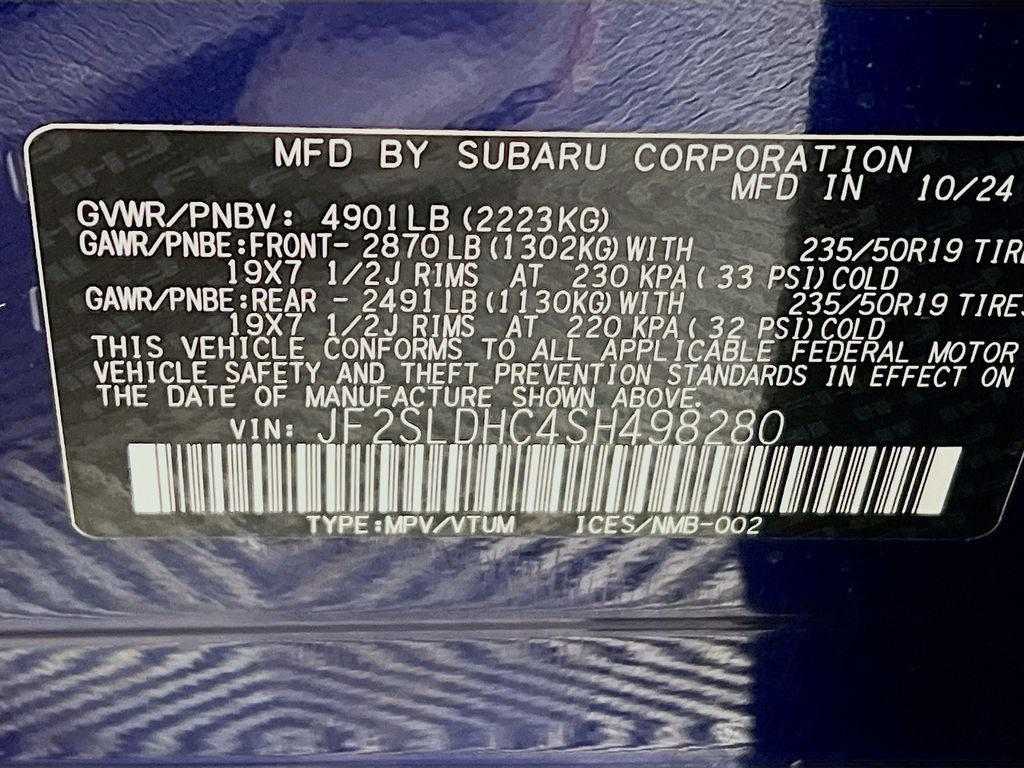 MFD BY SUBARU CORPORATION
MFD IN 10/24
GVWR/PNBV: 4901LB (2223KG)
GAWR/PNBE:FRONT- 2870 LB (1302KG) WITH 235/50R19 TIRE
19X7 1/2J RIMS AT 230 KPA ( 33 PSI) COLD
GAWR/PNBE:REAR - 2491 LB (1130KG) WITH 235/50R19 TIRES
19X7 1/2J RIMS AT 220 KPA ( 32 PSI) COLD
THIS VEHICLE CONFORMS TO ALL APPLICABLE FEDERAL MOTOR
VEHICLE SAFETY AND THEFT PREVENTION STANDARDS IN EFFECT ON
THE DATE OF MANUFACTURE SHOWN ABOVE.
VIN: JF2SLDHC4SH498280
TYPE:MPV/VTUM ICES/NMB-002